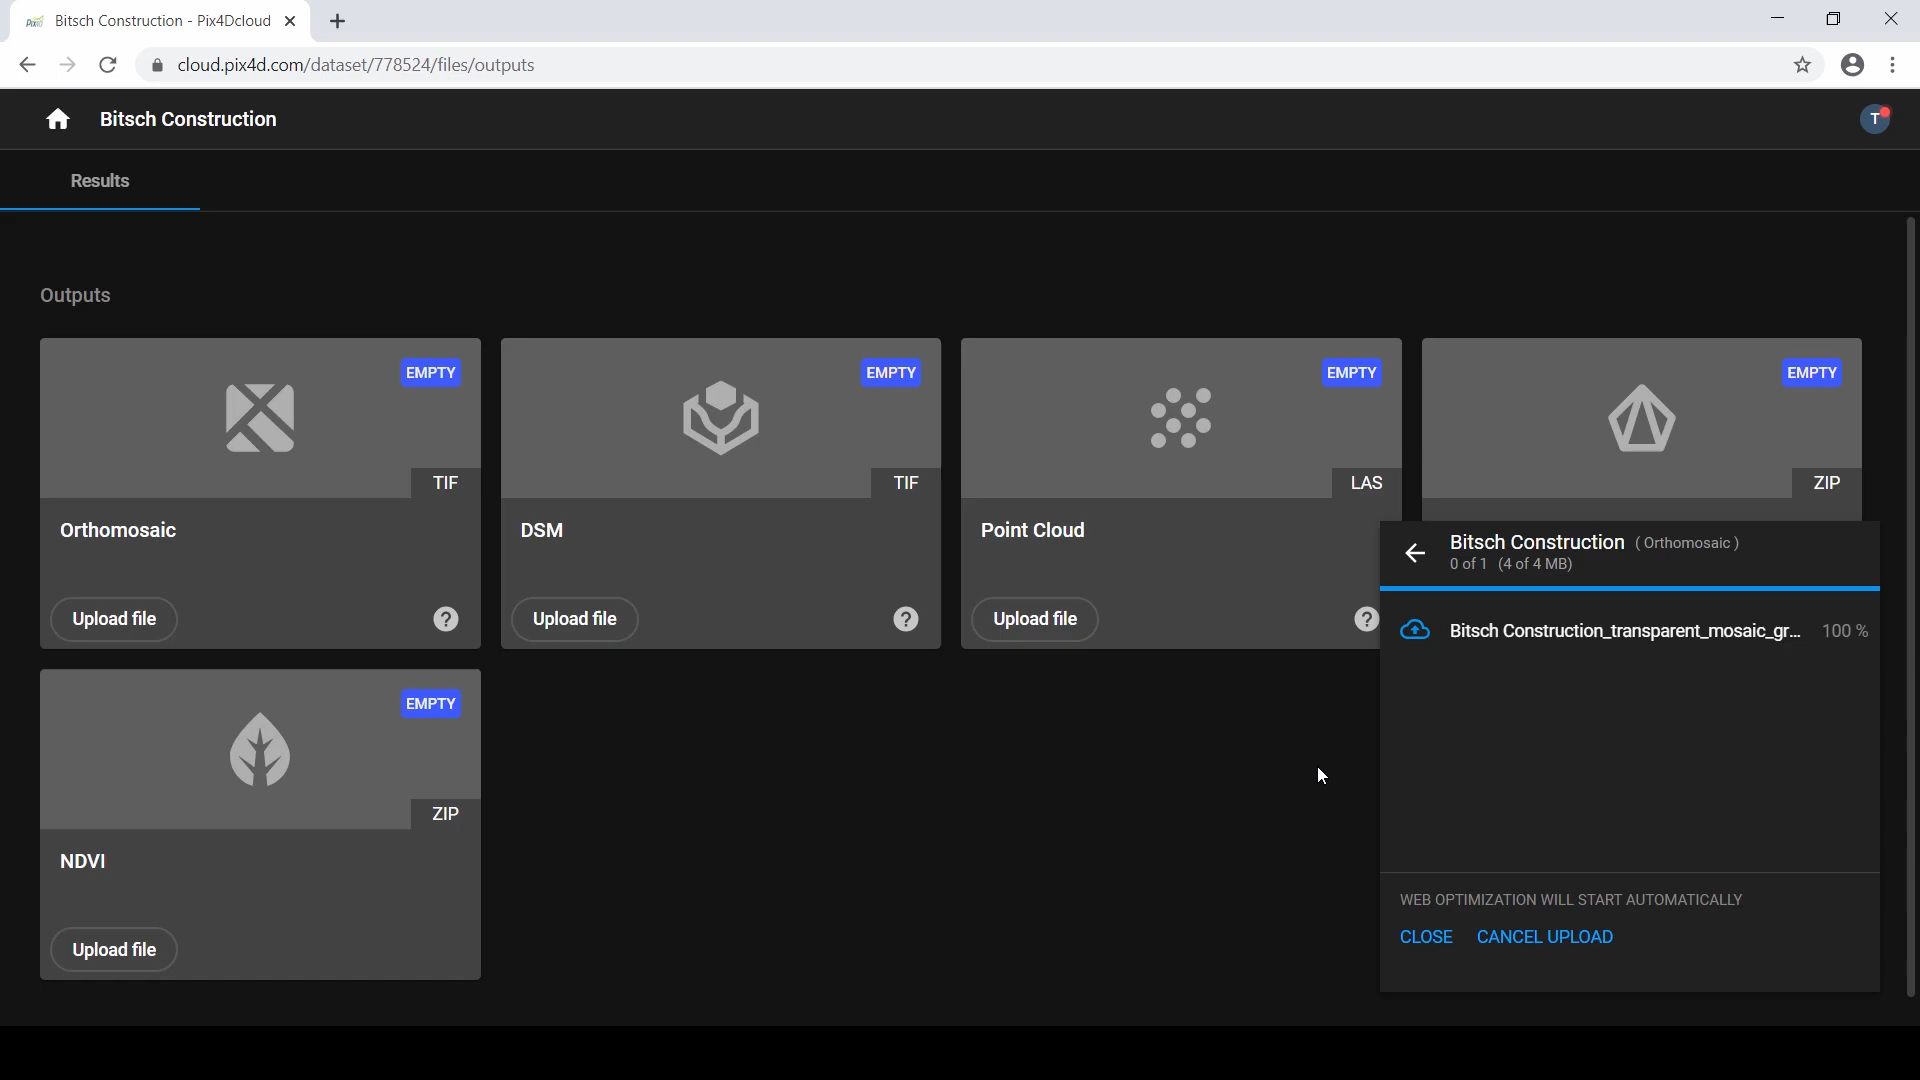 Bitsch Construction - Pix4Dcloud
cloud.pix4d.com/dataset/778524/files/outputs
Bitsch Construction
T
Results
Outputs
EMPTY
TIF
Orthomosaic
Upload file
?
EMPTY
TIF
DSM
Upload file
?
EMPTY
LAS
Point Cloud
Upload file
?
EMPTY
ZIP
EMPTY
ZIP
NDVI
Upload file
Bitsch Construction ( Orthomosaic )
0 of 1 (4 of 4 MB)
Bitsch Construction_transparent_mosaic_gr... 100 %
WEB OPTIMIZATION WILL START AUTOMATICALLY
CLOSE CANCEL UPLOAD